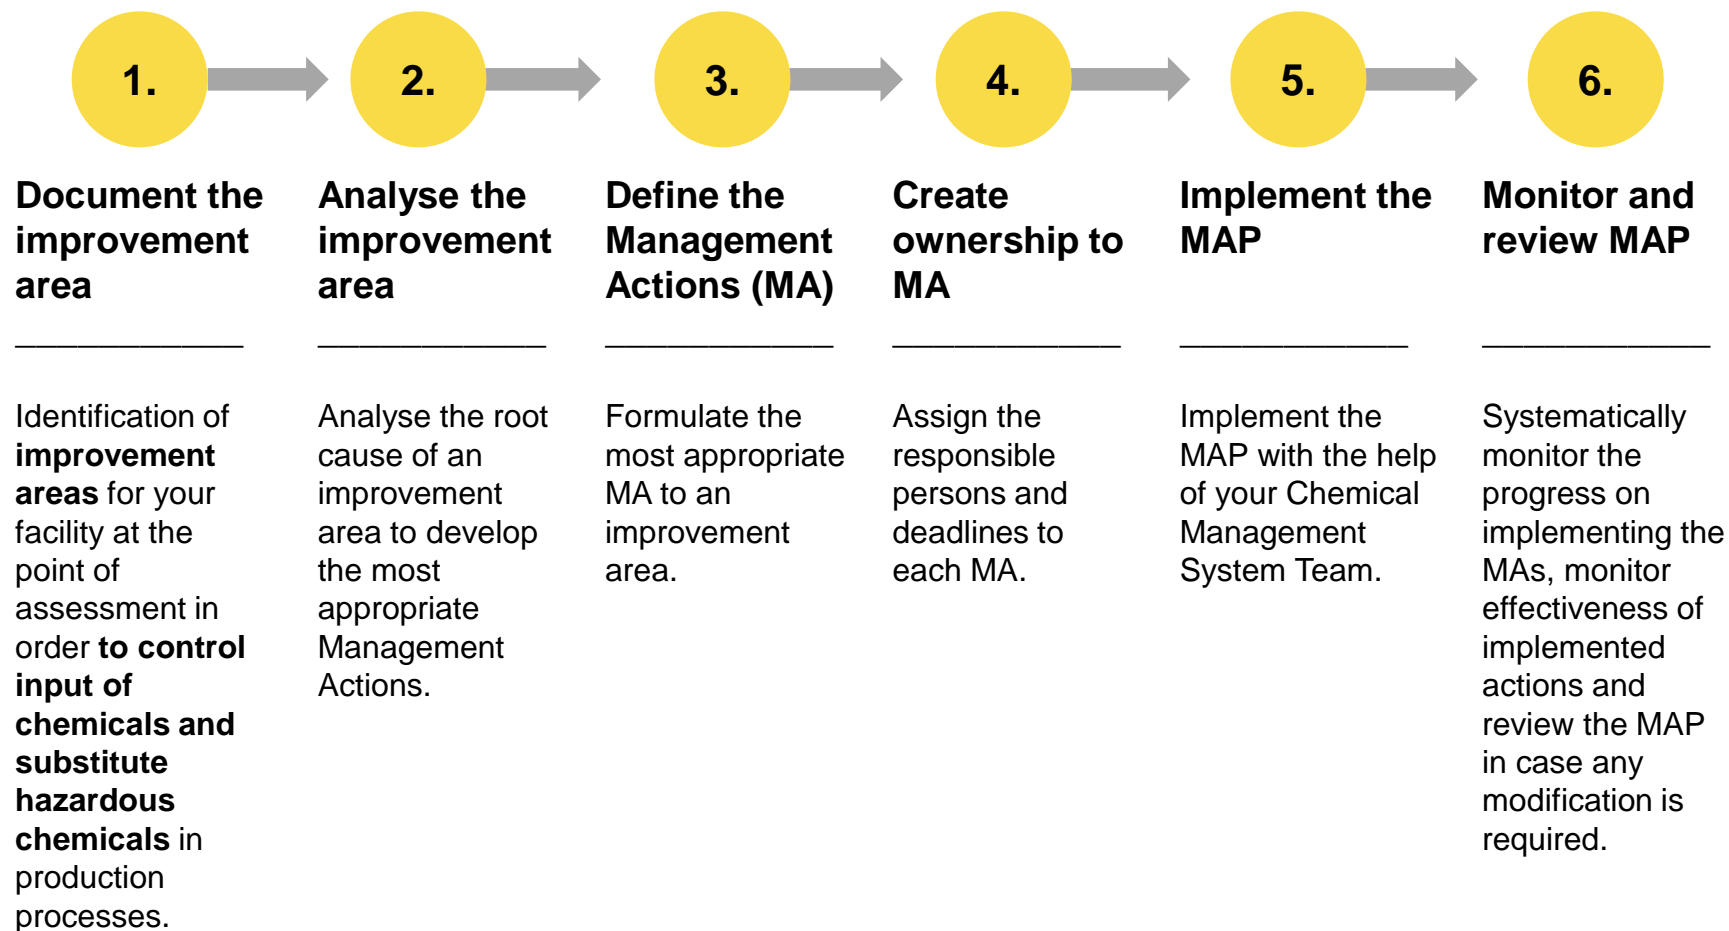 1.
2.
3.
4.
5.
6.
Document the
improvement
area
___________
Identification of
improvement
areas for your
facility at the
point of
assessment in
order to control
input of
chemicals and
substitute
hazardous
chemicals in
production
processes.
Analyse the
improvement
area
___________
Analyse the root
cause of an
improvement
area to develop
the most
appropriate
Management
Actions.
Define the
Management
Actions (MA)
___________
Formulate the
most appropriate
MA to an
improvement
area.
Create
ownership to
MA
___________
Assign the
responsible
persons and
deadlines to
each MA.
Implement the
MAP
___________
Implement the
MAP with the help
of your Chemical
Management
System Team.
Monitor and
review MAP
___________
Systematically
monitor the
progress on
implementing the
MAs, monitor
effectiveness of
implemented
actions and
review the MAP
in case any
modification is
required.